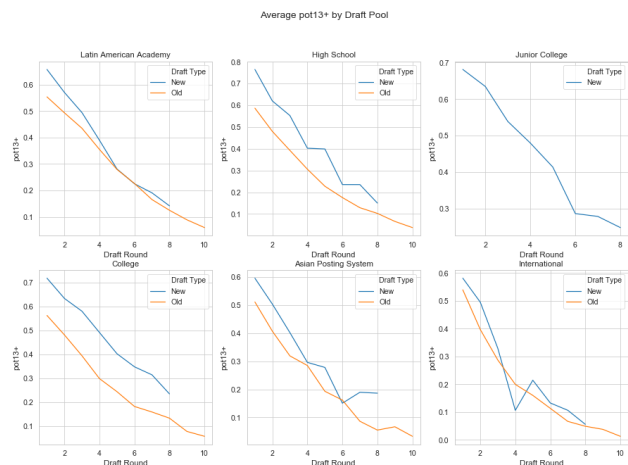 Average pot13+ by Draft Pool
Latin American Academy
Draft Type
New
Old
pot13+
0.6
0.5
0.4
0.3
0.2
0.1
2 4 6 8 10
Draft Round
High School
Draft Type
New
Old
pot13+
0.8
0.7
0.6
0.5
0.4
0.3
0.2
0.1
2 4 6 8 10
Draft Round
Junior College
Draft Type
New
pot13+
0.7
0.6
0.5
0.4
0.3
2 4 6 8
Draft Round
College
Draft Type
New
Old
pot13+
0.7
0.6
0.5
0.4
0.3
0.2
0.1
2 4 6 8 10
Asian Posting System
Draft Type
New
Old
pot13+
0.6
0.5
0.4
0.3
0.2
0.1
2 4 6 8 10
International
Draft Type
New
Old
pot13+
0.6
0.5
0.4
0.3
0.2
0.1
0.0
2 4 6 8 10